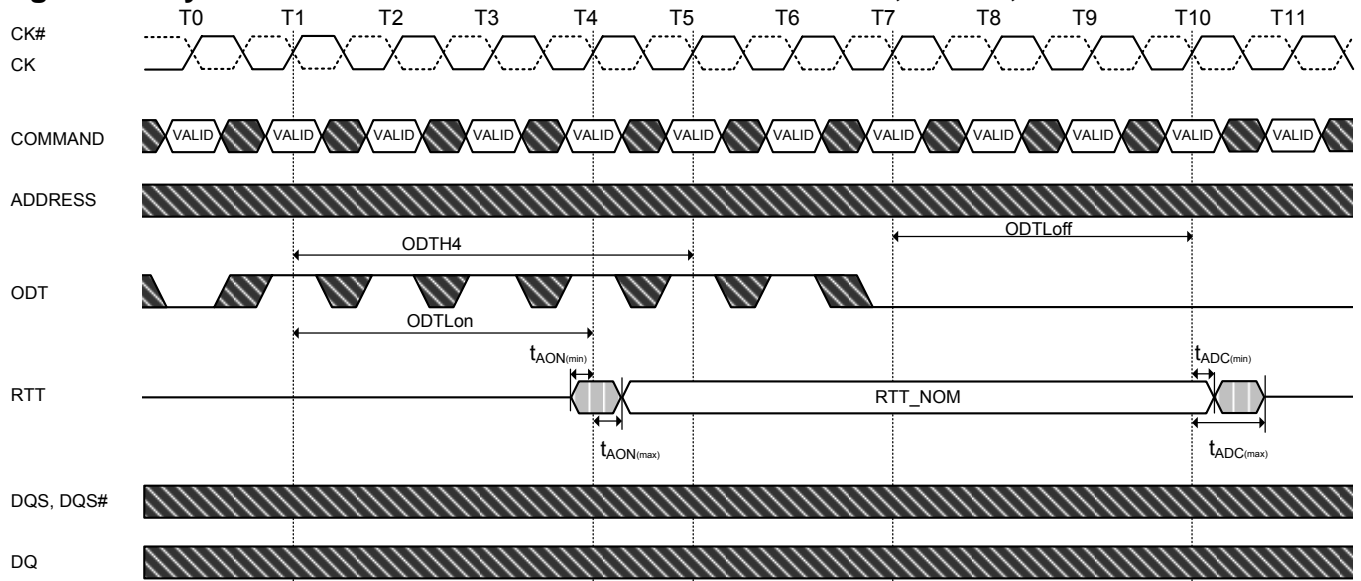 T0 T1 T2 T3 T4 T5 T6 T7 T8 T9 T10 T11
CK#
CK
COMMAND VALID VALID VALID VALID VALID VALID VALID VALID VALID VALID VALID VALID
ADDRESS
ODTH4 ODTLoff
ODT
ODTLon
tAON(min) tADC(min)
RTT RTT_NOM
tAON(max) tADC(max)
DQS, DQS#
DQ